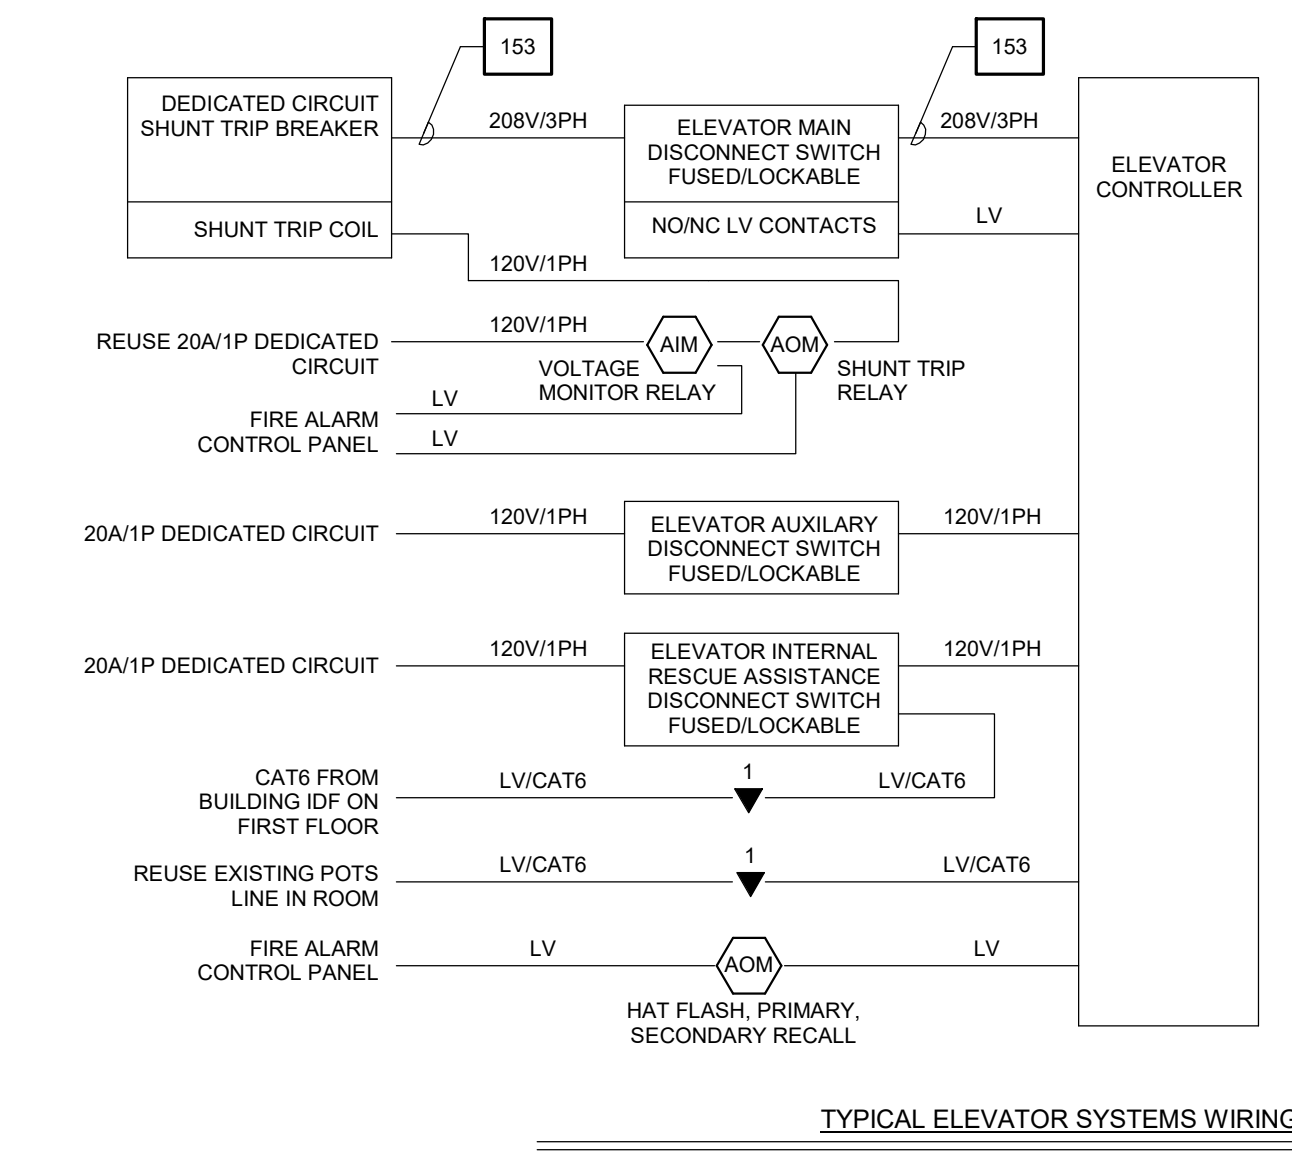 153
153
DEDICATED CIRCUIT
SHUNT TRIP BREAKER
208V/3PH
ELEVATOR MAIN
DISCONNECT SWITCH
FUSED/LOCKABLE
208V/3PH
ELEVATOR
CONTROLLER
SHUNT TRIP COIL
NO/NC LV CONTACTS
LV
120V/1PH
REUSE 20A/1P DEDICATED
CIRCUIT
120V/1PH
AIM
AOM
VOLTAGE
MONITOR RELAY
SHUNT TRIP
RELAY
FIRE ALARM
CONTROL PANEL
LV
LV
20A/1P DEDICATED CIRCUIT
120V/1PH
ELEVATOR AUXILARY
DISCONNECT SWITCH
FUSED/LOCKABLE
120V/1PH
20A/1P DEDICATED CIRCUIT
120V/1PH
ELEVATOR INTERNAL
RESCUE ASSISTANCE
DISCONNECT SWITCH
FUSED/LOCKABLE
120V/1PH
CAT6 FROM
BUILDING IDF ON
FIRST FLOOR
LV/CAT6
1
LV/CAT6
REUSE EXISTING POTS
LINE IN ROOM
LV/CAT6
1
LV/CAT6
FIRE ALARM
CONTROL PANEL
LV
AOM
LV
HAT FLASH, PRIMARY,
SECONDARY RECALL
TYPICAL ELEVATOR SYSTEMS WIRING